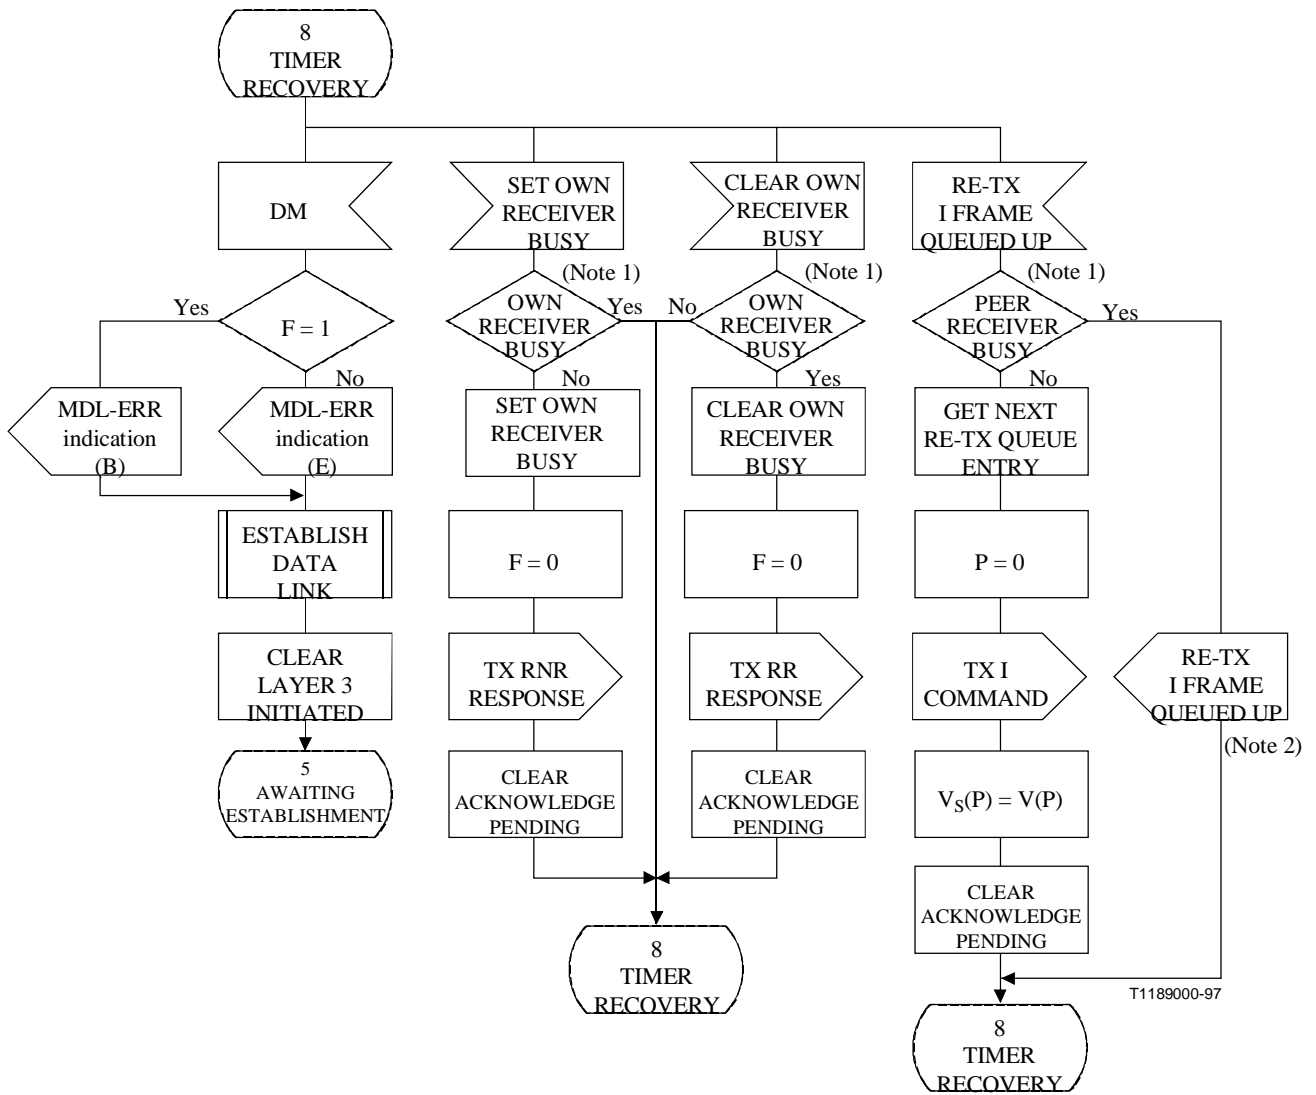 8
TIMER
RECOVERY
DM
SET OWN
RECEIVER
BUSY
CLEAR OWN
RECEIVER
BUSY
RE-TX
I FRAME
QUEUED UP
(Note 1)
(Note 1)
(Note 1)
Yes
F = 1
No
OWN
RECEIVER
BUSY
Yes
No
No
OWN
RECEIVER
BUSY
Yes
PEER
RECEIVER
BUSY
Yes
No
MDL-ERR
indication
(B)
MDL-ERR
indication
(E)
SET OWN
RECEIVER
BUSY
CLEAR OWN
RECEIVER
BUSY
GET NEXT
RE-TX QUEUE
ENTRY
ESTABLISH
DATA
LINK
F = 0
F = 0
P = 0
CLEAR
LAYER 3
INITIATED
TX RNR
RESPONSE
TX RR
RESPONSE
TX I
COMMAND
RE-TX
I FRAME
QUEUED UP
(Note 2)
5
AWAITING
ESTABLISHMENT
CLEAR
ACKNOWLEDGE
PENDING
CLEAR
ACKNOWLEDGE
PENDING
VS(P) = V(P)
CLEAR
ACKNOWLEDGE
PENDING
8
TIMER
RECOVERY
T1189000-97
8
TIMER
RECOVERY